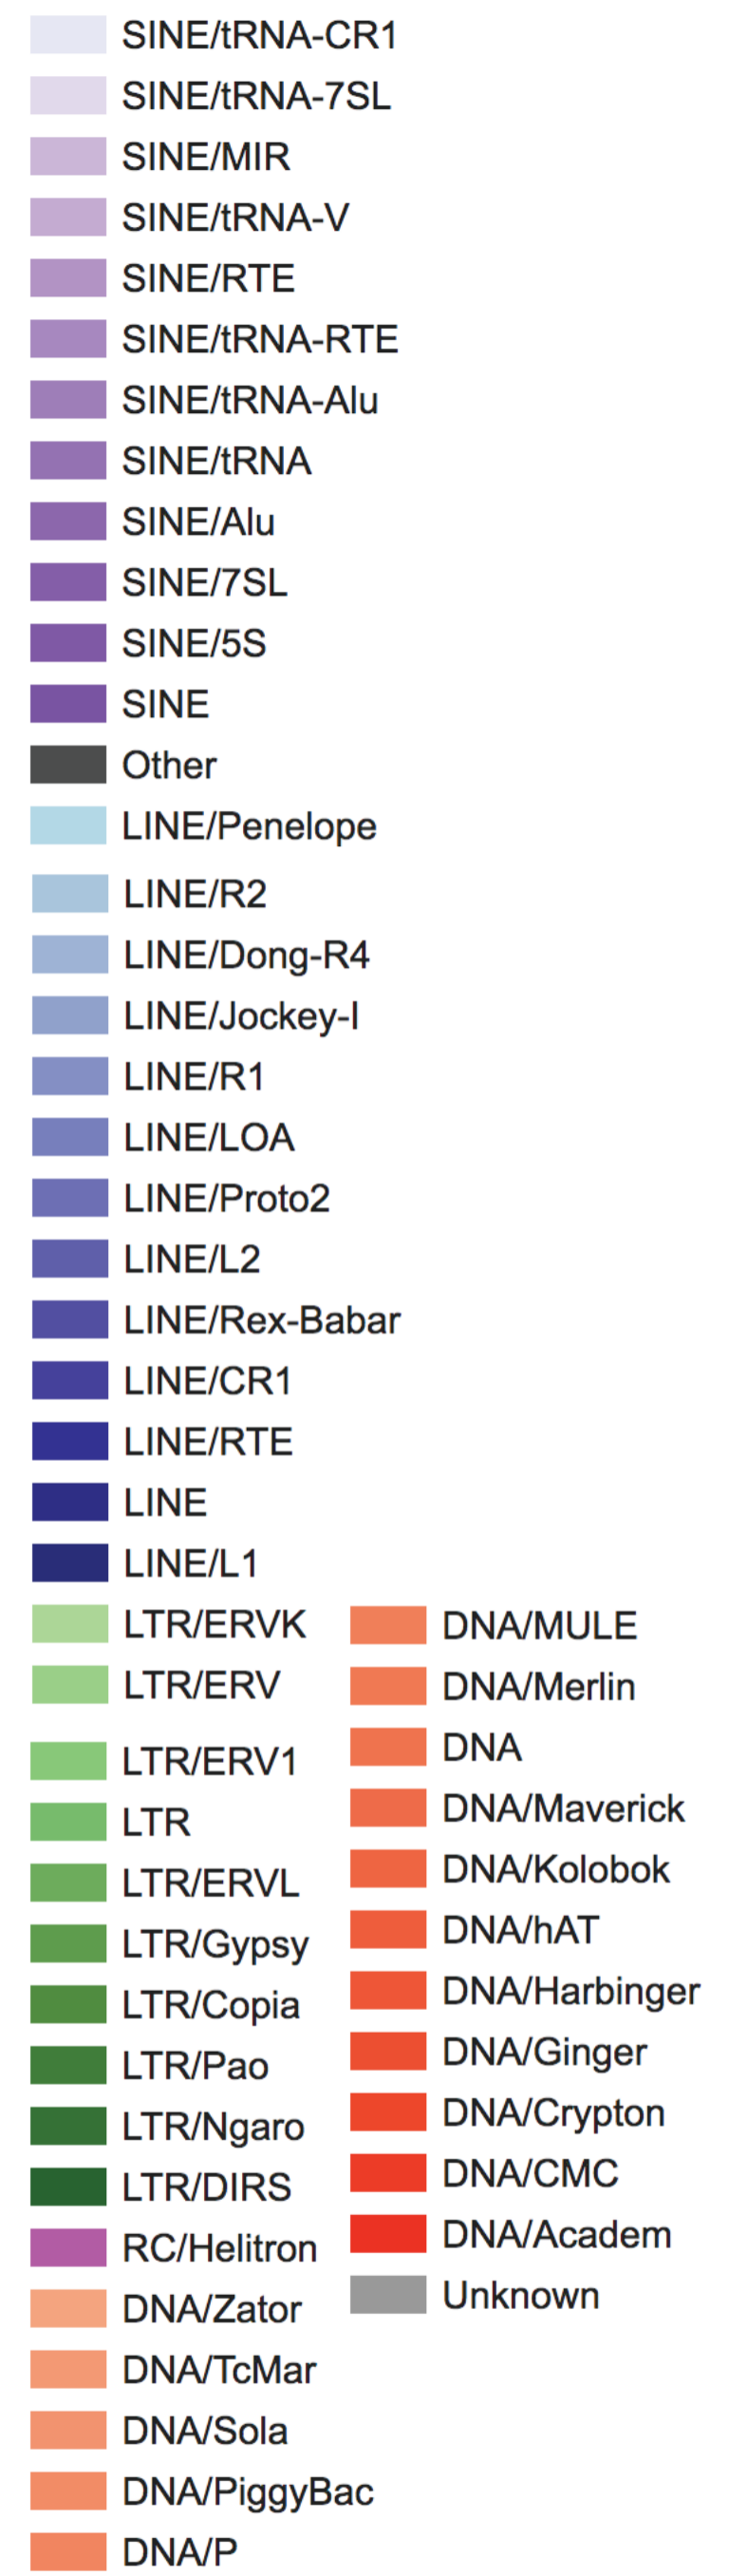 SINE/tRNA-CR1
SINE/tRNA-7SL
SINE/MIR
SINE/tRNA-V
SINE/RTE
SINE/tRNA-RTE
SINE/tRNA-Alu
SINE/tRNA
SINE/Alu
SINE/7SL
SINE/5S
SINE
Other
LINE/Penelope
LINE/R2
LINE/Dong-R4
LINE/Jockey-I
LINE/R1
LINE/LOA
LINE/Proto2
LINE/L2
LINE/Rex-Babar
LINE/CR1
LINE/RTE
LINE
LINE/L1
LTR/ERVK
LTR/ERV
LTR/ERV1
LTR
LTR/ERVL
LTR/Gypsy
LTR/Copia
LTR/Pao
LTR/Ngaro
LTR/DIRS
RC/Helitron
DNA/Zator
DNA/TcMar
DNA/Sola
DNA/PiggyBac
DNA/P
DNA/MULE
DNA/Merlin
DNA
DNA/Maverick
DNA/Kolobok
DNA/hAT
DNA/Harbinger
DNA/Ginger
DNA/Crypton
DNA/CMC
DNA/Academ
Unknown